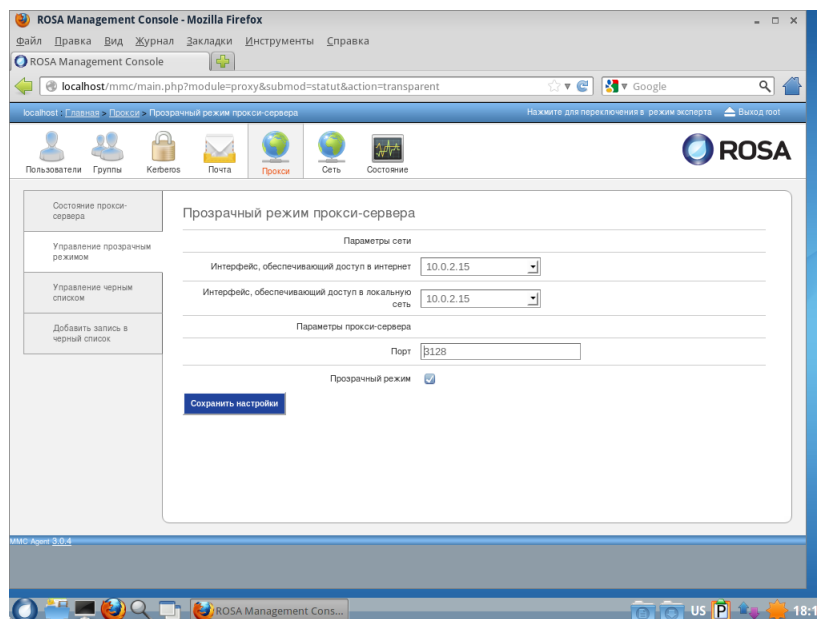 ROSA Management Console - Mozilla Firefox
Файл Правка Вид Журнал Закладки Инструменты Справка
ROSA Management Console
localhost/mmc/main.php?module=proxy&submod=statut&action=transparent
Google
localhost : Главная > Прокси > Прозрачный режим прокси-сервера
Нажмите для переключения в режим эксперта
Выход root
Пользователи Группы Kerberos Почта Прокси Сеть Состояние
ROSA
Состояние прокси-
сервера
Управление прозрачным
режимом
Управление черным
списком
Добавить запись в
черный список
Прозрачный режим прокси-сервера
Параметры сети
Интерфейс, обеспечивающий доступ в интернет 10.0.2.15
Интерфейс, обеспечивающий доступ в локальную
сеть 10.0.2.15
Параметры прокси-сервера
Порт 3128
Прозрачный режим
Сохранить настройки
MMC Agent 3.0.4
ROSA Management Cons...
US
P
18:1